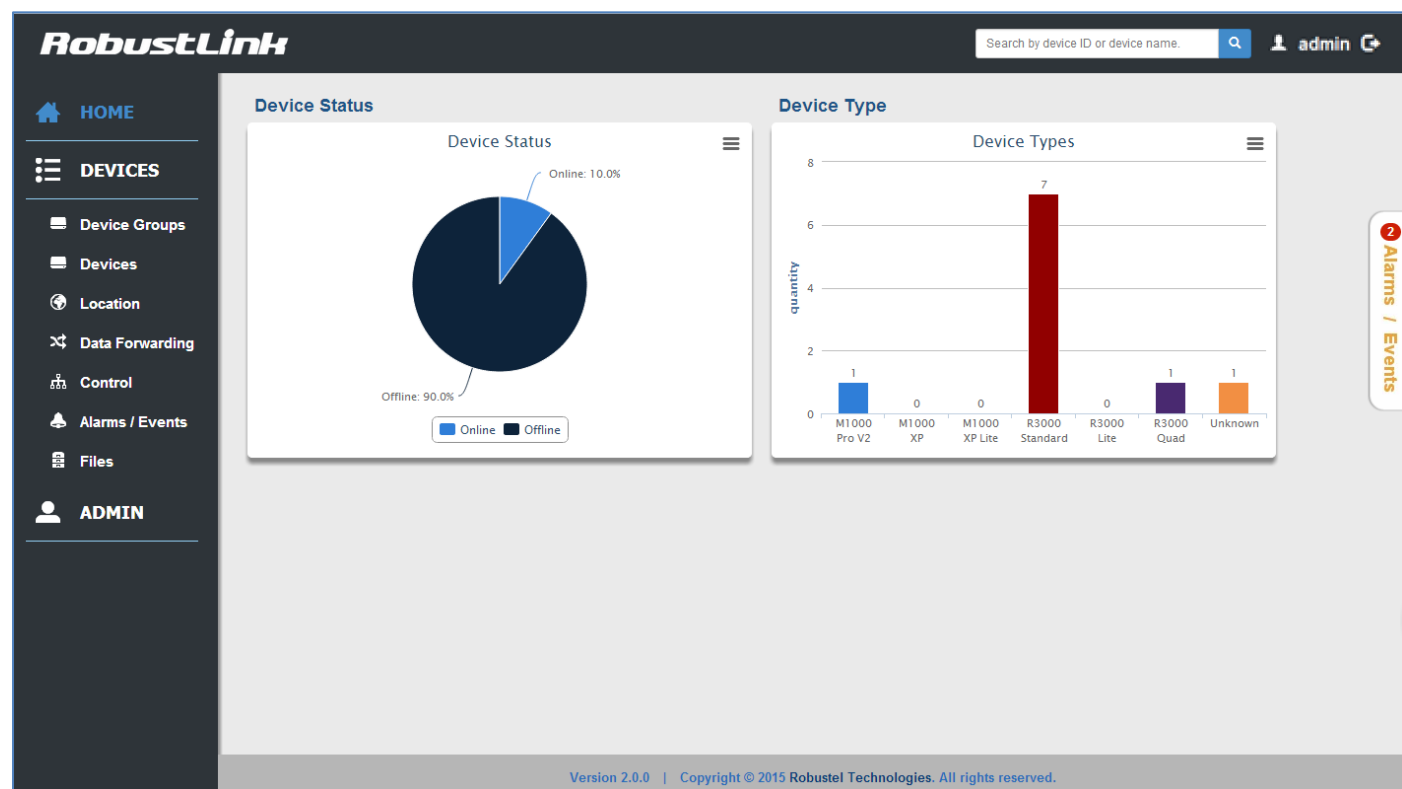 RobustLink
Search by device ID or device name.
admin
HOME
DEVICES
Device Groups
Devices
Location
Data Forwarding
Control
Alarms / Events
Files
ADMIN
Device Status
Device Status
Online: 10.0%
Offline: 90.0%
Online Offline
Device Type
Device Types
quantity
8
6
4
2
0
1
0
0
7
0
1
1
M1000
Pro V2
M1000
XP
M1000
XP Lite
R3000
Standard
R3000
Lite
R3000
Quad
Unknown
2 Alarms / Events
Version 2.0.0 | Copyright © 2015 Robustel Technologies. All rights reserved.